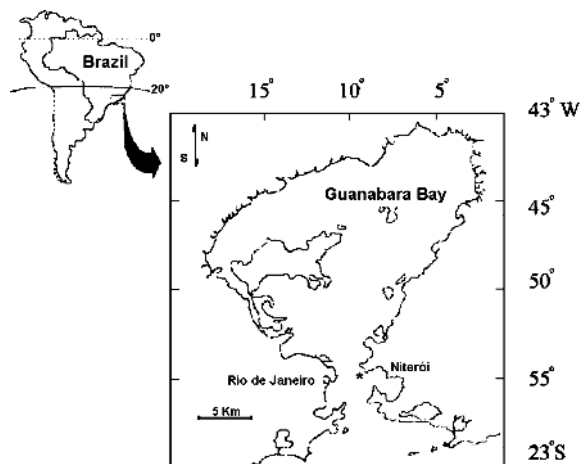 0°
Brazil
20°
15° 10° 5° 43° W
N
S
Guanabara Bay
45°
50°
Niterói
Rio de Janeiro
*
55°
5 Km
23°S